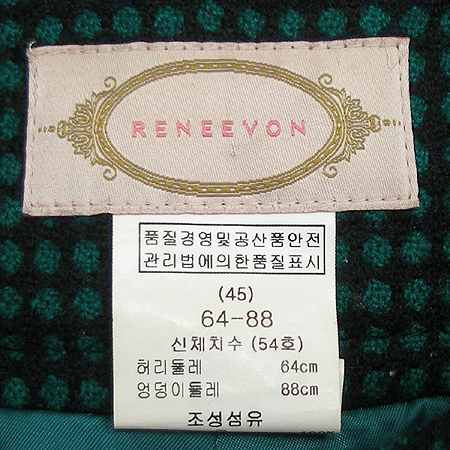 RENEEVON
품질경영및공산품안전
관리법에의한품질표시
(45)
64-88
신체치수 (54호)
허리둘레 64cm
엉덩이둘레 88cm
조성섬유